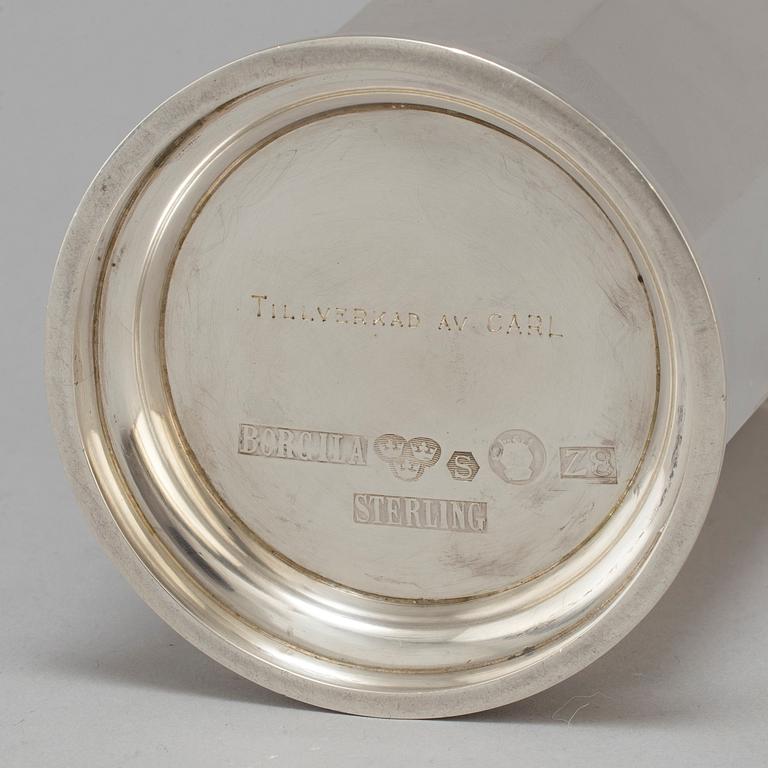 TILLVERKAD AV CARL
BORGILA S Z8
STERLING